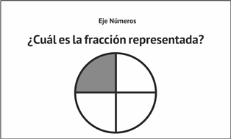 Eje Números
¿Cuál es la fracción representada?